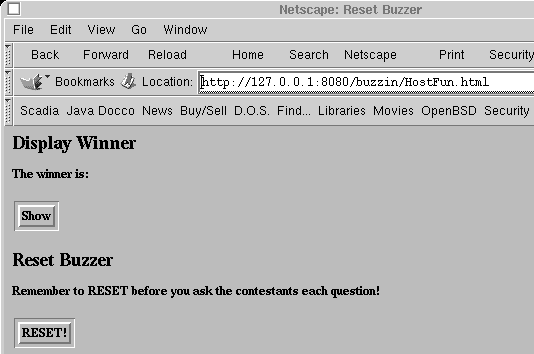 Netscape: Reset Buzzer
File Edit View Go Window
Back Forward Reload Home Search Netscape Print Security
Bookmarks Location: http://127.0.0.1:8080/buzzin/HostFun.html
Scadia Java Docco News Buy/Sell D.O.S. Find... Libraries Movies OpenBSD Security
Display Winner
The winner is:
Show
Reset Buzzer
Remember to RESET before you ask the contestants each question!
RESET!